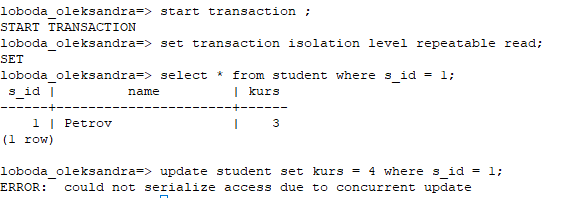 loboda_oleksandra=> start transaction ;
START TRANSACTION
loboda_oleksandra=> set transaction isolation level repeatable read;
SET
loboda_oleksandra=> select * from student where s_id = 1;
 s_id |         name         | kurs
------+----------------------+------
    1 | Petrov               |    3
(1 row)
loboda_oleksandra=> update student set kurs = 4 where s_id = 1;
ERROR:  could not serialize access due to concurrent update